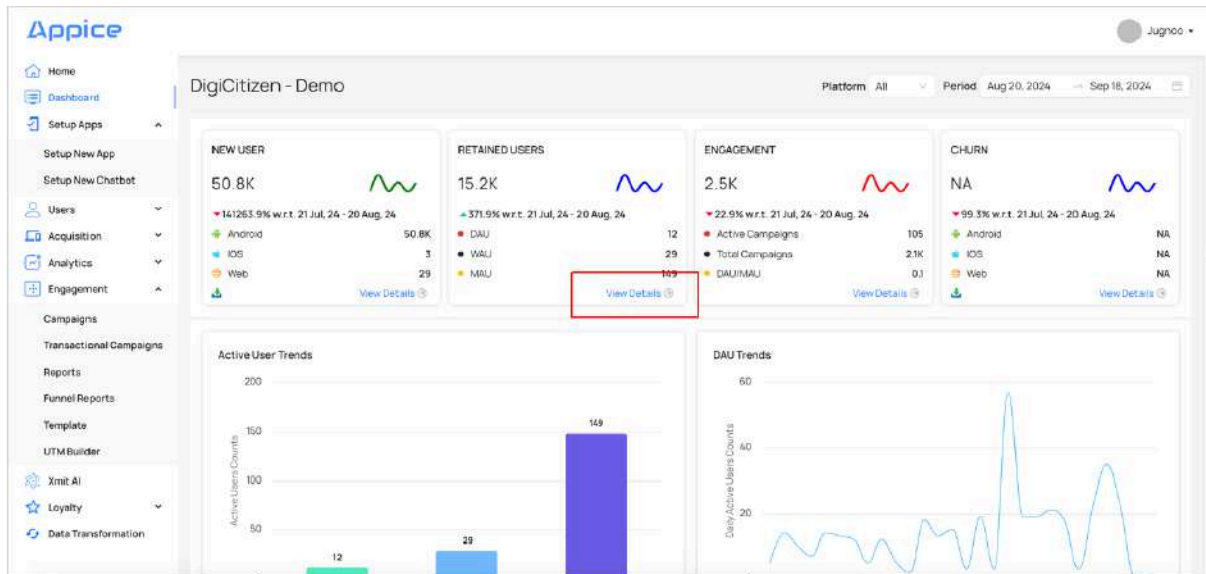 Appice
Jugnoo
Home
Dashboard
Setup Apps
Setup New App
Setup New Chatbot
Users
Acquisition
Analytics
Engagement
Campaigns
Transactional Campaigns
Reports
Funnel Reports
Template
UTM Builder
Xmit AI
Loyalty
Data Transformation
DigiCitizen - Demo
Platform All
Period Aug 20, 2024 → Sep 18, 2024
NEW USER
50.8K
141263.9% w.r.t. 21 Jul, 24 - 20 Aug, 24
Android 50.8K
IOS 3
Web 29
View Details
RETAINED USERS
15.2K
371.9% w.r.t. 21 Jul, 24 - 20 Aug, 24
DAU 12
WAU 29
MAU 149
View Details
ENGAGEMENT
2.5K
22.9% w.r.t. 21 Jul, 24 - 20 Aug, 24
Active Campaigns 105
Total Campaigns 2.1K
DAU/MAU 0.1
View Details
CHURN
NA
99.3% w.r.t. 21 Jul, 24 - 20 Aug, 24
Android NA
IOS NA
Web NA
View Details
Active User Trends
200
150
100
50
Active Users Counts
12
29
149
DAU Trends
60
40
20
Daily Active Users Counts